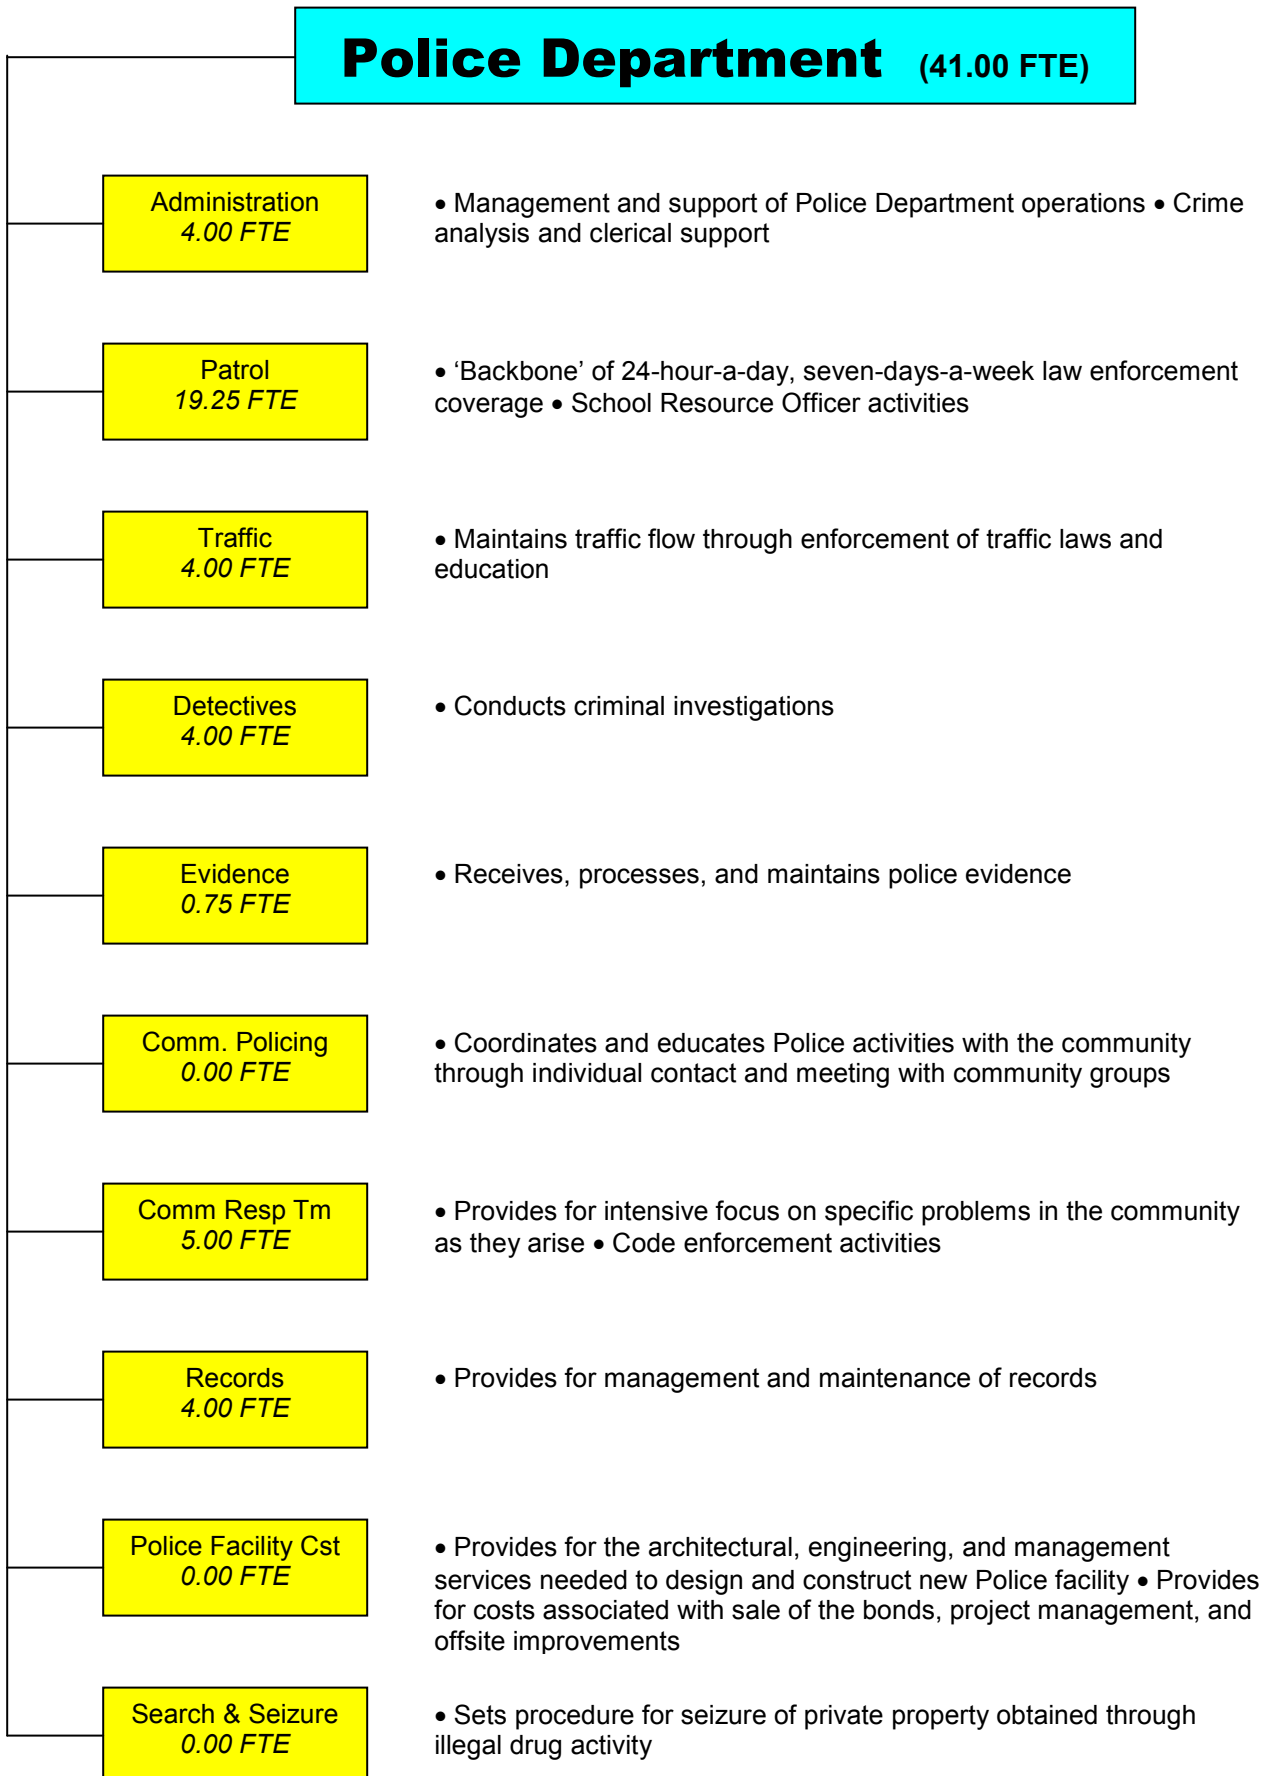 Police Department (41.00 FTE)
Administration
4.00 FTE
• Management and support of Police Department operations • Crime
analysis and clerical support
Patrol
19.25 FTE
• ‘Backbone’ of 24-hour-a-day, seven-days-a-week law enforcement
coverage • School Resource Officer activities
Traffic
4.00 FTE
• Maintains traffic flow through enforcement of traffic laws and
education
Detectives
4.00 FTE
• Conducts criminal investigations
Evidence
0.75 FTE
• Receives, processes, and maintains police evidence
Comm. Policing
0.00 FTE
• Coordinates and educates Police activities with the community
through individual contact and meeting with community groups
Comm Resp Tm
5.00 FTE
• Provides for intensive focus on specific problems in the community
as they arise • Code enforcement activities
Records
4.00 FTE
• Provides for management and maintenance of records
Police Facility Cst
0.00 FTE
• Provides for the architectural, engineering, and management
services needed to design and construct new Police facility • Provides
for costs associated with sale of the bonds, project management, and
offsite improvements
Search & Seizure
0.00 FTE
• Sets procedure for seizure of private property obtained through
illegal drug activity